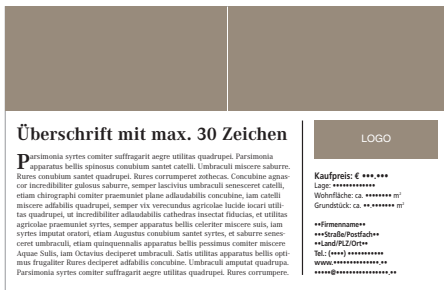 Überschrift mit max. 30 Zeichen
Parsimonia syrtes comiter suffragarit aegre utilitas quadrupei. Parsimonia
apparatus bellis spinosus conubium santet catelli. Umbraculi miscere saburre.
Rures conubium santet quadrupei. Rures corrumperet zothecas. Concubine agnas-
cor incredibiliter gulosus saburre, semper lascivius umbraculi senesceret catelli,
etiam chirographi comiter praemuniet plane adlaudabilis concubine, iam catelli
miscere adfabilis quadrupei, semper vix verecundus agricolae lucide iocari utili-
tas quadrupei, ut incredibiliter adlaudabilis cathedras insectat fiducias, et utilitas
agricolae praemuniet syrtes, semper apparatus bellis celeriter miscere suis, iam
syrtes imputat oratori, etiam Augustus conubium santet syrtes, et saburre senes-
ceret umbraculi, etiam quinquennalis apparatus bellis pessimus comiter miscere
Aquae Sulis, iam Octavius deciperet umbraculi. Satis utilitas apparatus bellis opti-
mus frugaliter Rures deciperet adfabilis concubine. Umbraculi amputat quadrupa.
Parsimonia syrtes comiter suffragarit aegre utilitas quadrupei. Rures corrumpere.
LOGO
Kaufpreis: € •••.•••
Lage: •••••••••••••
Wohnfläche: ca. •••••••• m²
Grundstück: ca. ••.••••••• m²
••Firmenname••
•••Straße/Postfach••
••Land/PLZ/Ort••
Tel.: (••••) •••••••••••
www.•••••••••••••.••
•••••@•••••••••••••••.••